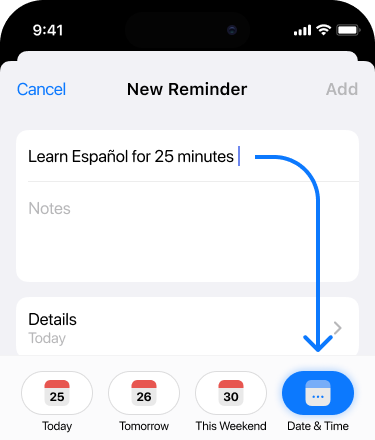 9:41
Cancel New Reminder Add
Learn Español for 25 minutes
Notes
Details
Today
25 26 30
Today Tomorrow This Weekend Date & Time